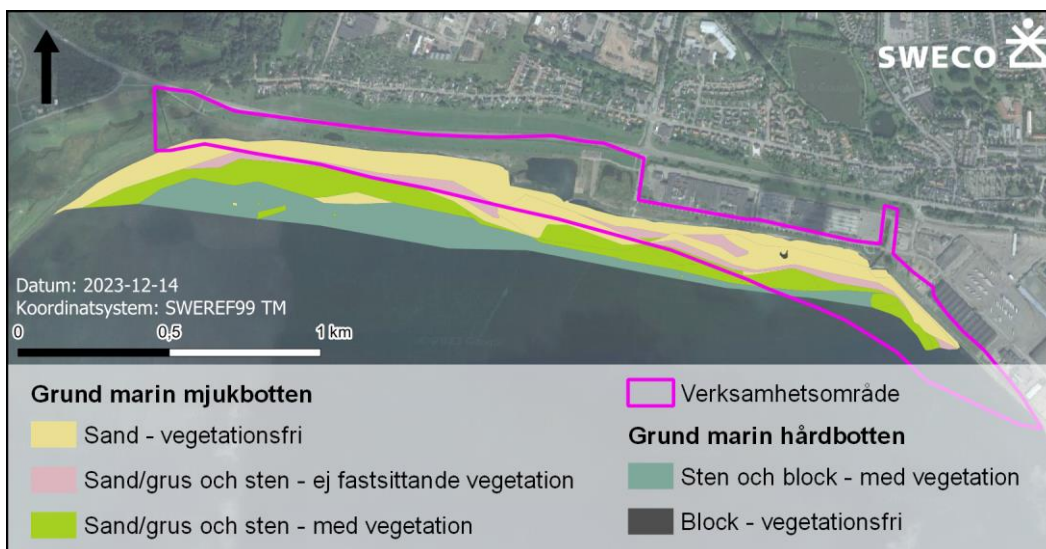 SWECO
Datum: 2023-12-14
Koordinatsystem: SWEREF99 TM
0 0,5 1 km
Grund marin mjukbotten
Sand - vegetationsfri
Sand/grus och sten - ej fastsittande vegetation
Sand/grus och sten - med vegetation
Verksamhetsområde
Grund marin hårdbotten
Sten och block - med vegetation
Block - vegetationsfri